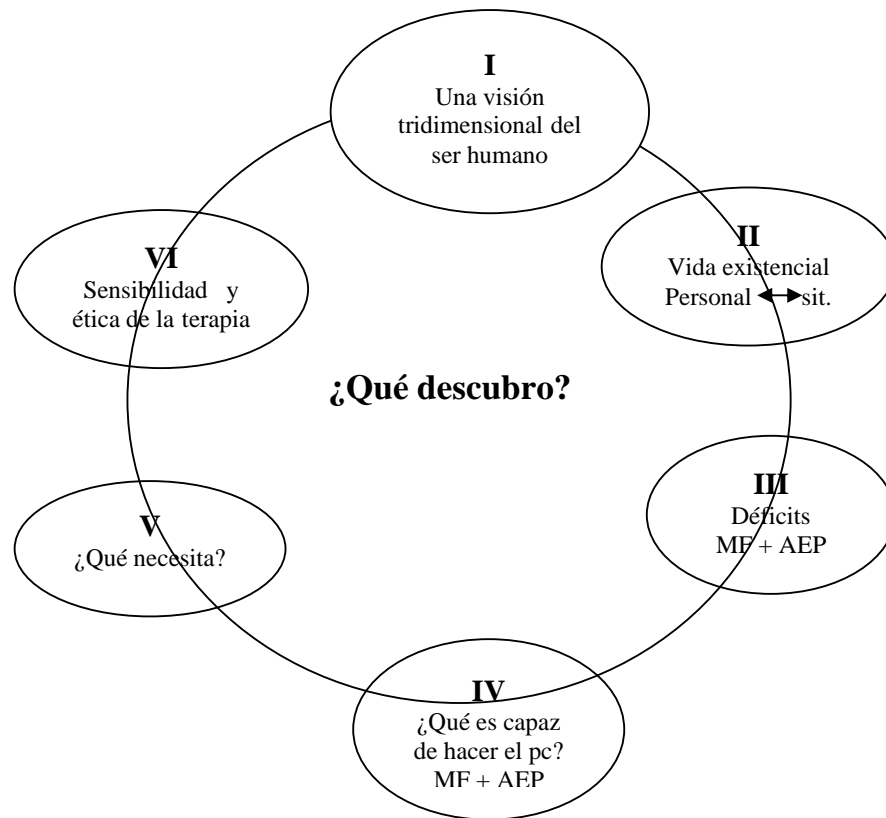 I
Una visión
tridimensional del
ser humano
II
Vida existencial
Personal sit.
III
Déficits
MF + AEP
IV
¿Qué es capaz
de hacer el pc?
MF + AEP
V
¿Qué necesita?
VI
Sensibilidad y
ética de la terapia
¿Qué descubro?